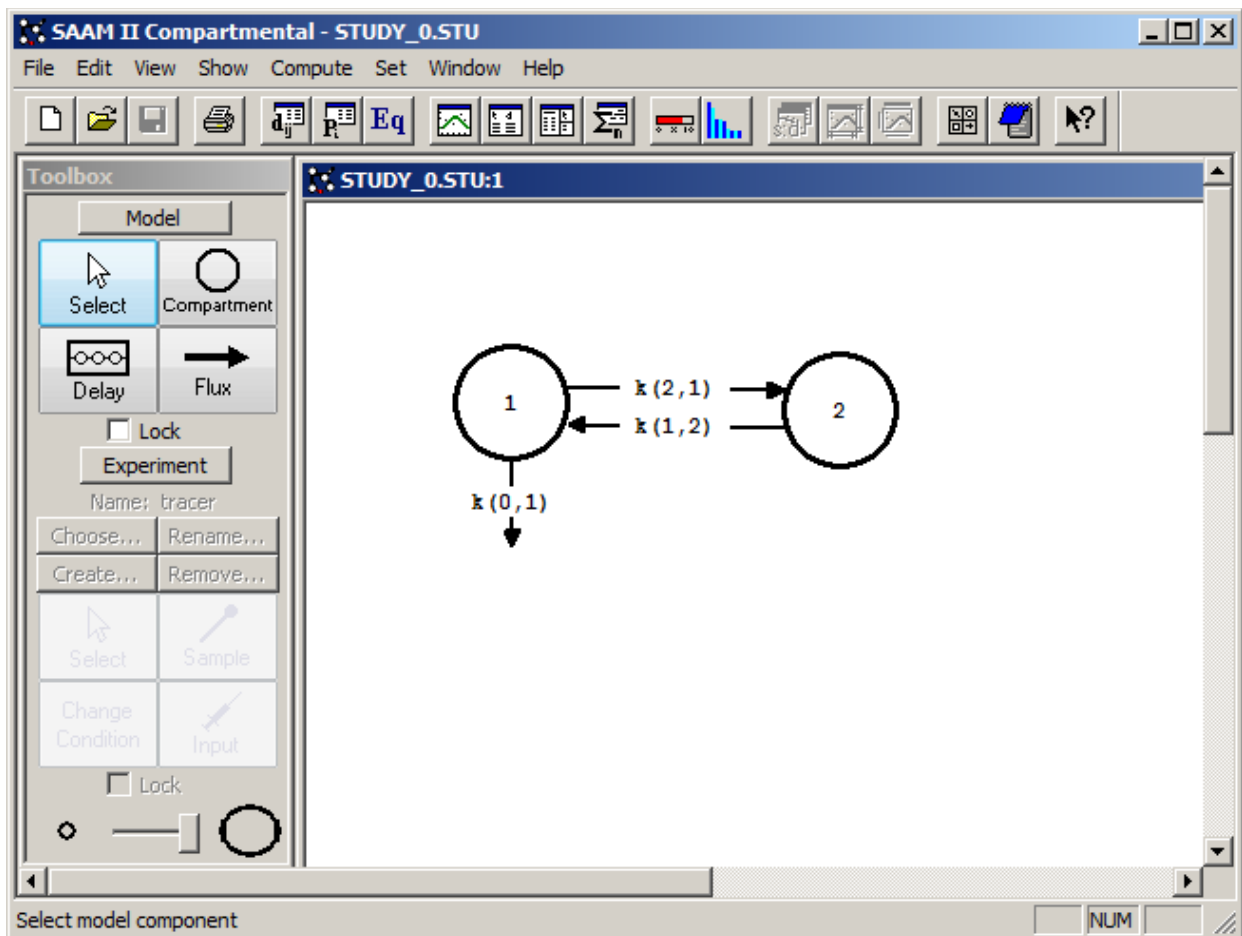 SAAM II Compartmental - STUDY_0.STU
File Edit View Show Compute Set Window Help
Eq
Toolbox
STUDY_0.STU:1
Model
Select Compartment
Delay Flux
Lock
Experiment
Name: tracer
Choose... Rename...
Create... Remove...
Select Sample
Change
Condition Input
Lock
1
k(2,1)
k(1,2)
2
k(0,1)
Select model component
NUM